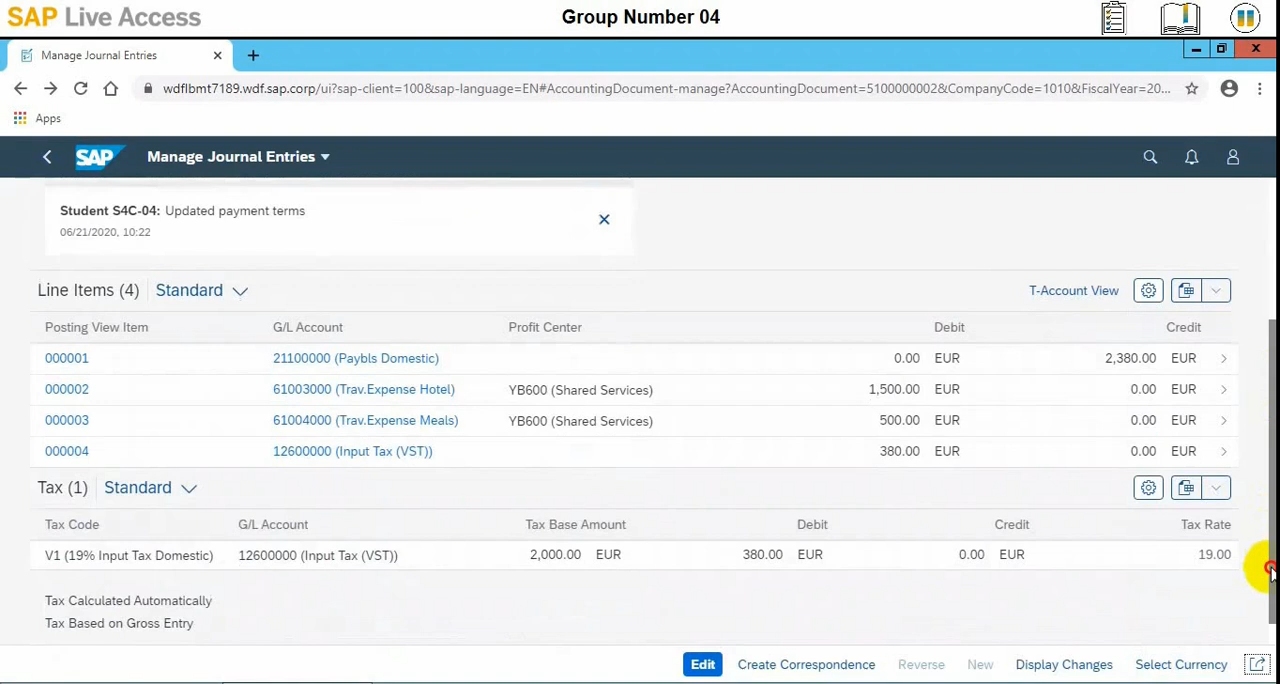 SAP Live Access
Group Number 04
Manage Journal Entries
wdflbmt7189.wdf.sap.corp/ui?sap-client=100&sap-language=EN#AccountingDocument-manage?AccountingDocument=5100000002&CompanyCode=1010&FiscalYear=20...
Apps
SAP Manage Journal Entries
Student S4C-04: Updated payment terms
06/21/2020, 10:22
Line Items (4) Standard T-Account View
Posting View Item G/L Account Profit Center Debit Credit
000001 21100000 (Paybls Domestic) 0.00 EUR 2,380.00 EUR
000002 61003000 (Trav.Expense Hotel) YB600 (Shared Services) 1,500.00 EUR 0.00 EUR
000003 61004000 (Trav.Expense Meals) YB600 (Shared Services) 500.00 EUR 0.00 EUR
000004 12600000 (Input Tax (VST)) 380.00 EUR 0.00 EUR
Tax (1) Standard
Tax Code G/L Account Tax Base Amount Debit Credit Tax Rate
V1 (19% Input Tax Domestic) 12600000 (Input Tax (VST)) 2,000.00 EUR 380.00 EUR 0.00 EUR 19.00
Tax Calculated Automatically
Tax Based on Gross Entry
Edit Create Correspondence Reverse New Display Changes Select Currency